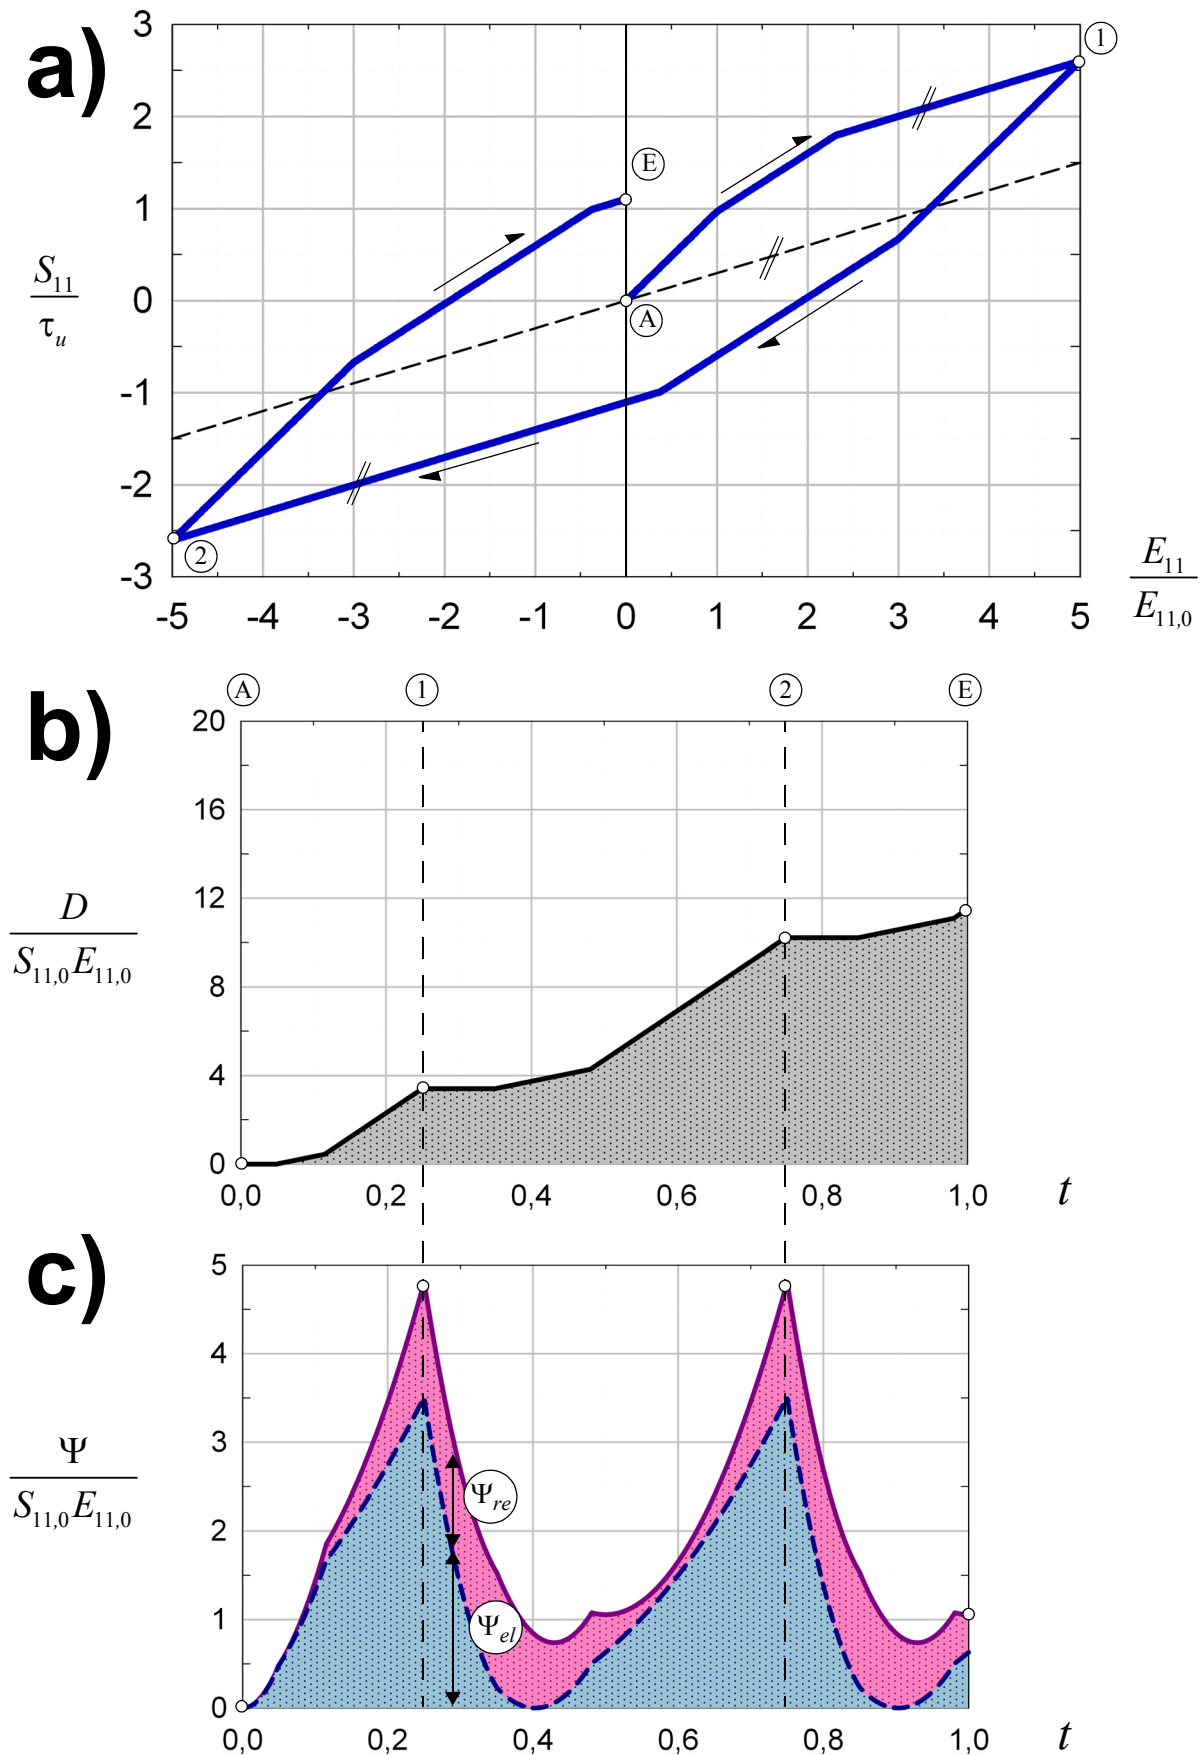 a)
3
2
1
0
-1
-2
-3
S11
τu
1
E
A
2
-5 -4 -3 -2 -1 0 1 2 3 4 5
E11
E11,0
b)
A 1 2 E
20
16
12
8
4
0
D
S11,0E11,0
0,0 0,2 0,4 0,6 0,8 1,0 t
c)
5
4
3
2
1
0
Ψ
S11,0E11,0
Ψre
Ψel
0,0 0,2 0,4 0,6 0,8 1,0 t